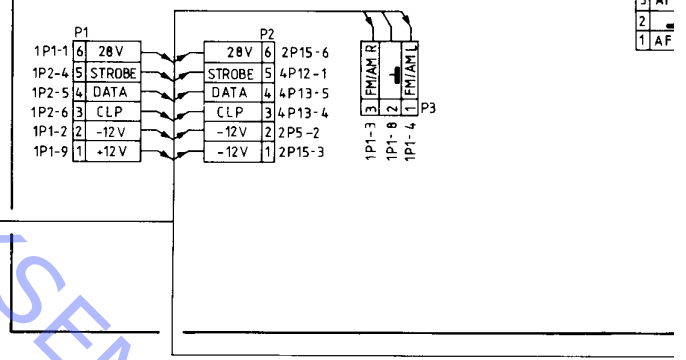 P1 P2
1P1-1 6 28V 28V 6 2P15-6
1P2-4 5 STROBE STROBE 5 4P12-1
1P2-5 4 DATA DATA 4 4P13-5
1P2-6 3 CLP CLP 3 4P13-4
1P1-2 2 -12V -12V 2 2P5-2
1P1-9 1 +12V -12V 1 2P15-3
FM/AM R FM/AM L
3 2 1 P3
1P1-3 1P1-8 1P1-4
2
1 AF